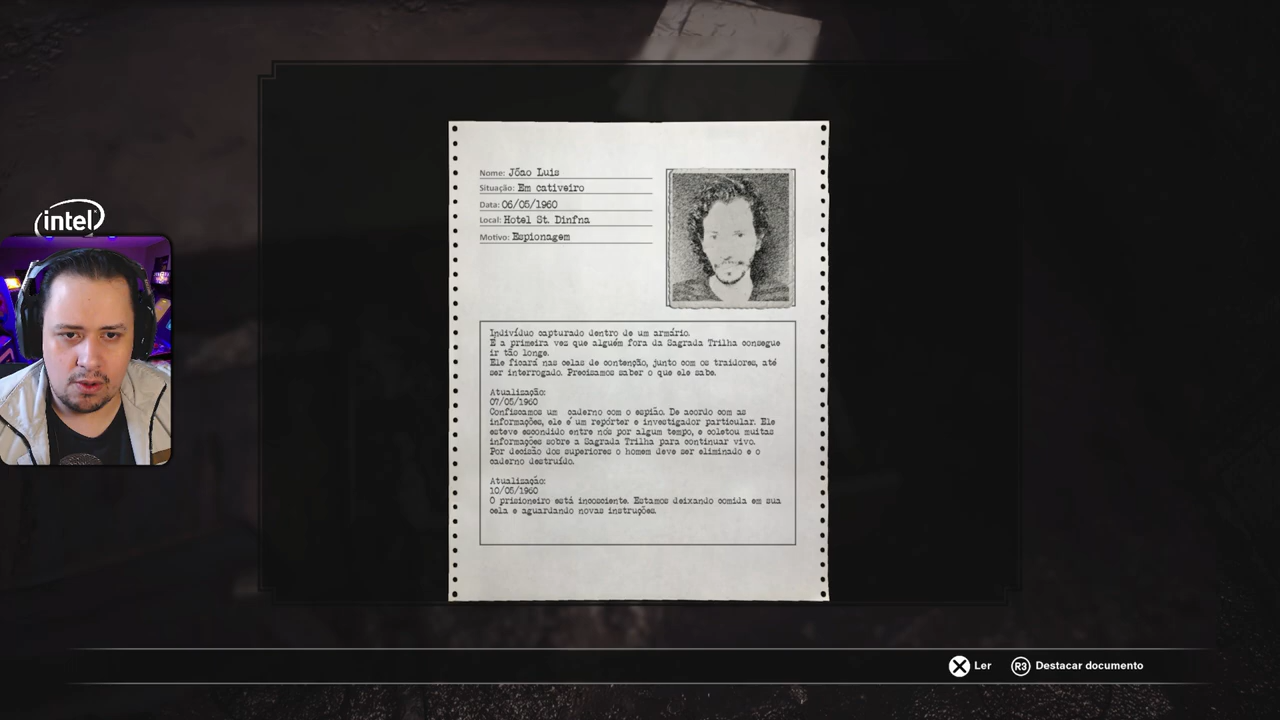 intel
Nome: Jõao Luis
Situação: Em cativeiro
Data: 06/05/1960
Local: Hotel St. Dinfna
Motivo: Espionagem
Indivíduo capturado dentro de um armário.
É a primeira vez que alguém fora da Sagrada Trilha consegue
ir tão longe.
Ele ficará nas celas de contenção, junto com os traidores, até
ser interrogado. Precisamos saber o que ele sabe.
Atualização:
07/05/1960
Confiscamos um caderno com o espião. De acordo com as
informações, ele é um repórter e investigador particular. Ele
esteve escondido entre nós por algum tempo, e coletou muitas
informações sobre a Sagrada Trilha para continuar vivo.
Por decisão dos superiores o homem deve ser eliminado e o
caderno destruído.
Atualização:
10/05/1960
O prisioneiro está incosciente. Estamos deixando comida em sua
cela e aguardando novas instruções.
Ler
R3 Destacar documento